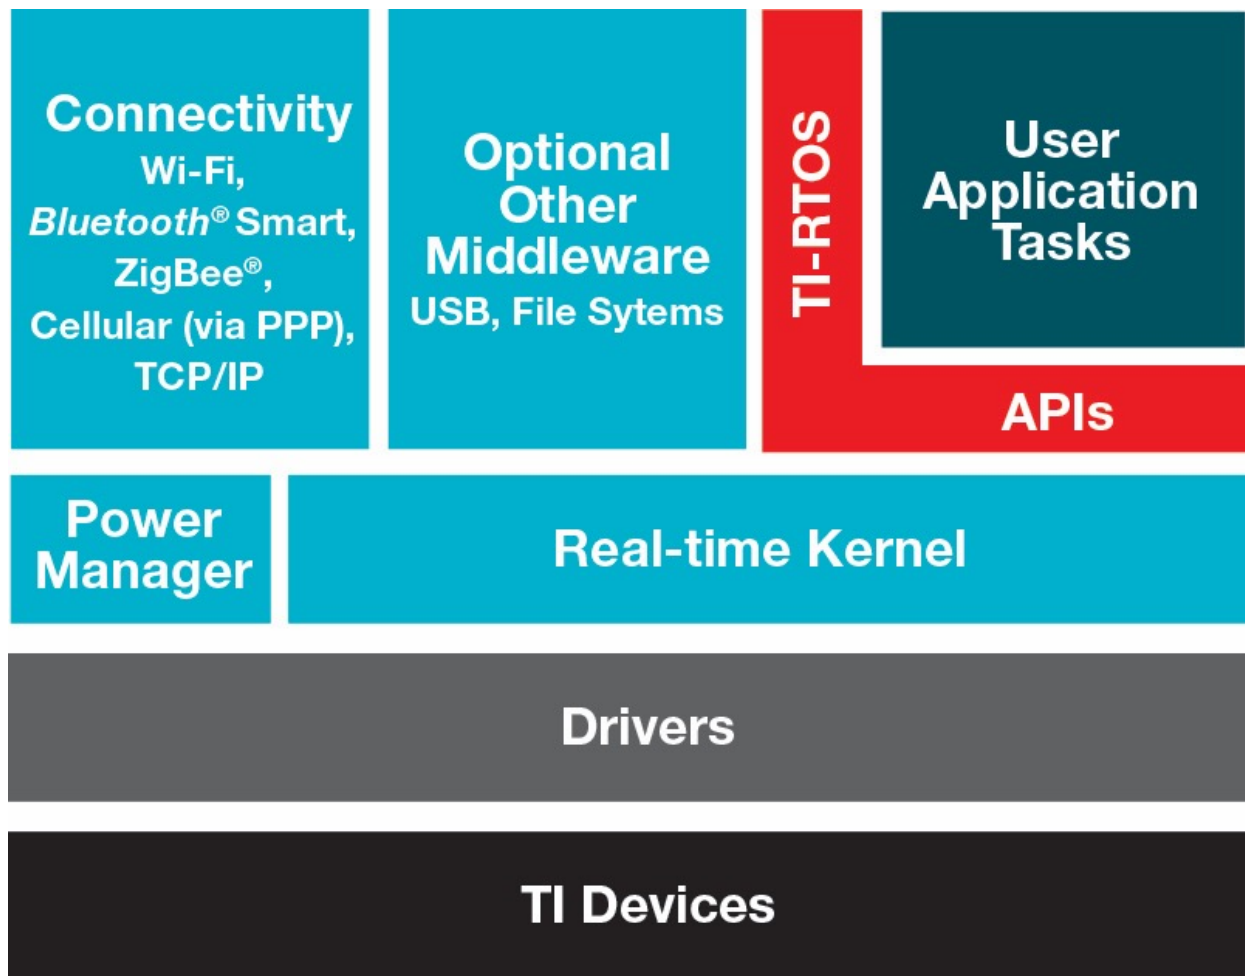 Connectivity
Wi-Fi,
Bluetooth® Smart,
ZigBee®,
Cellular (via PPP),
TCP/IP
Optional
Other
Middleware
USB, File Sytems
TI-RTOS
User
Application
Tasks
APIs
Power
Manager
Real-time Kernel
Drivers
TI Devices